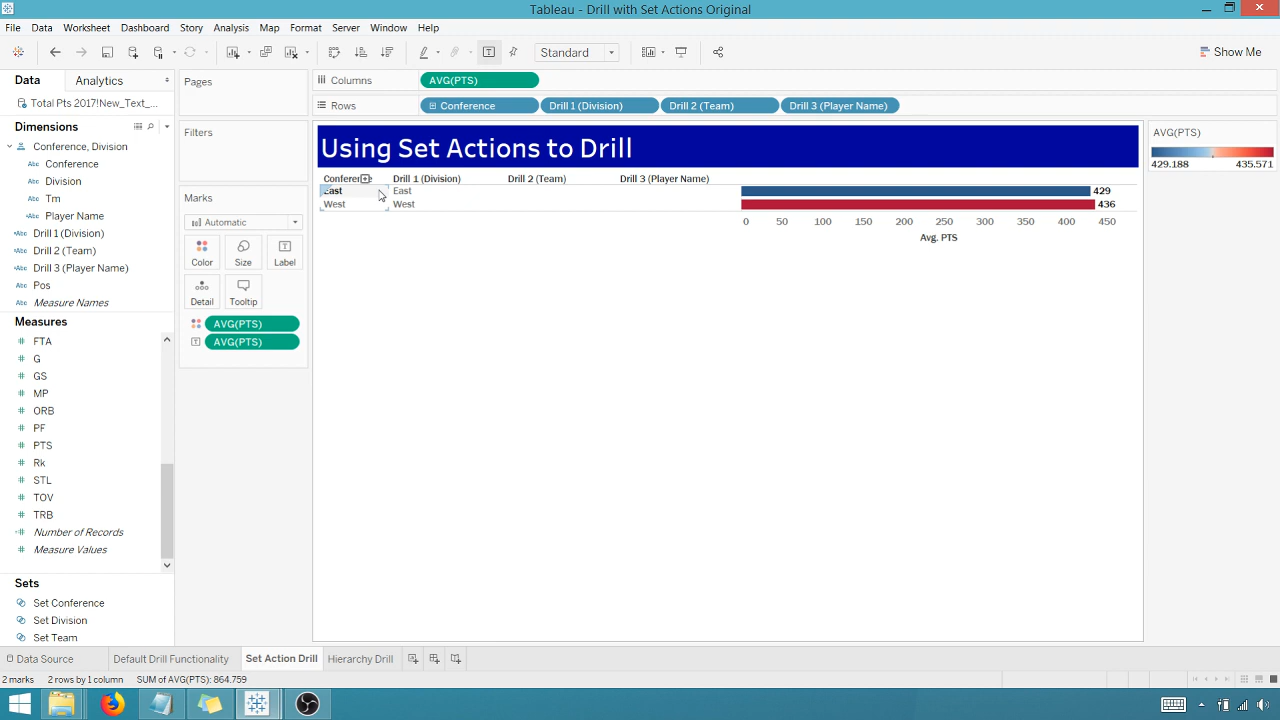 Tableau - Drill with Set Actions Original
File Data Worksheet Dashboard Story Analysis Map Format Server Window Help
Standard
Show Me
Data Analytics
Total Pts 2017!New_Text_...
Dimensions
Conference, Division
Conference
Division
Tm
Player Name
Drill 1 (Division)
Drill 2 (Team)
Drill 3 (Player Name)
Pos
Measure Names
Measures
FTA
G
GS
MP
ORB
PF
PTS
Rk
STL
TOV
TRB
Number of Records
Measure Values
Sets
Set Conference
Set Division
Set Team
Pages
Filters
Marks
Automatic
Color Size Label
Detail Tooltip
AVG(PTS)
AVG(PTS)
Columns AVG(PTS)
Rows Conference Drill 1 (Division) Drill 2 (Team) Drill 3 (Player Name)
Using Set Actions to Drill
Drill 1 (Division) Drill 2 (Team) Drill 3 (Player Name)
East East 429
West West 436
0 50 100 150 200 250 300 350 400 450
Avg. PTS
AVG(PTS)
429.188 435.571
Data Source Default Drill Functionality Set Action Drill Hierarchy Drill
2 marks 2 rows by 1 column SUM of AVG(PTS): 864.759